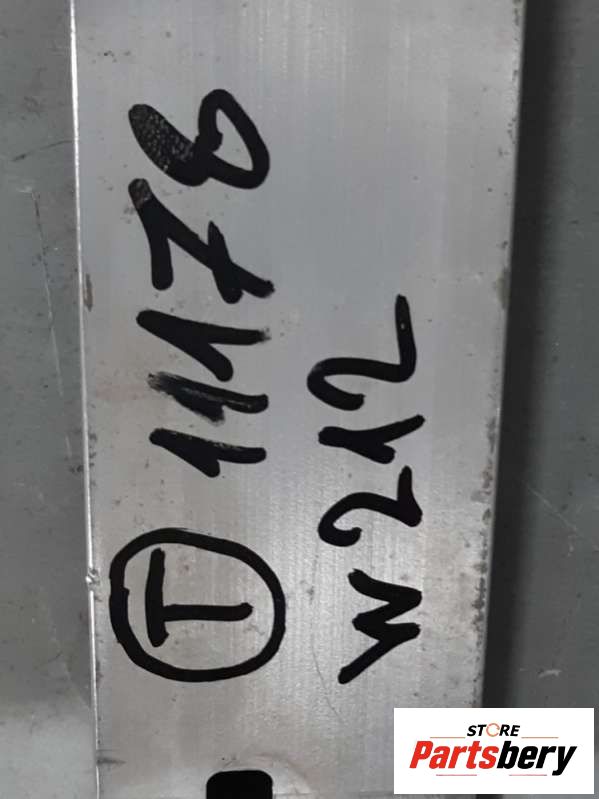 Ⓣ 11178
W212
STORE
Partsbery